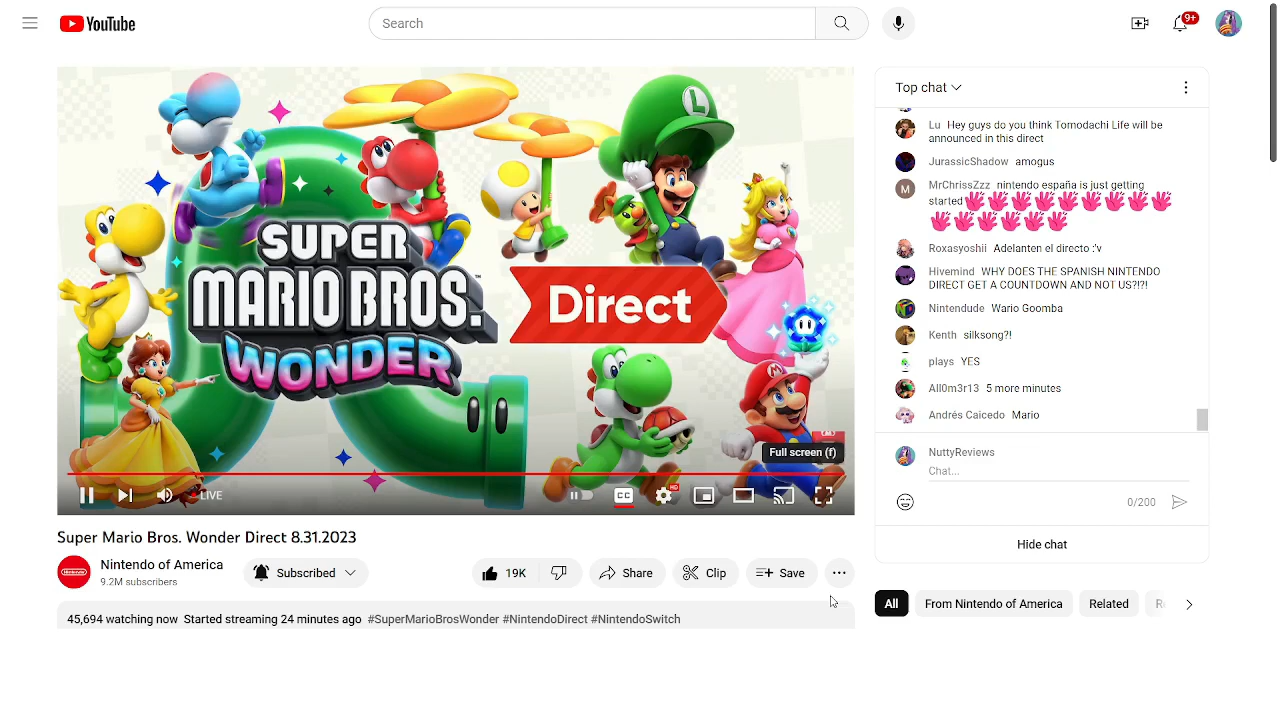 YouTube
Search
9+
SUPER
MARIO BROS.™
WONDER
Direct
L
Full screen (f)
LIVE
CC
HD
Super Mario Bros. Wonder Direct 8.31.2023
Nintendo
Nintendo of America
9.2M subscribers
Subscribed
19K
Share
Clip
Save
45,694 watching now Started streaming 24 minutes ago #SuperMarioBrosWonder #NintendoDirect #NintendoSwitch
Top chat
Lu Hey guys do you think Tomodachi Life will be
announced in this direct
JurassicShadow amogus
M
MrChrissZzz nintendo españa is just getting
started
Roxasyoshii Adelanten el directo :'v
Hivemind WHY DOES THE SPANISH NINTENDO
DIRECT GET A COUNTDOWN AND NOT US?!?!
Nintendude Wario Goomba
Kenth silksong?!
plays YES
All0m3r13 5 more minutes
Andrés Caicedo Mario
NuttyReviews
Chat...
0/200
Hide chat
All
From Nintendo of America
Related